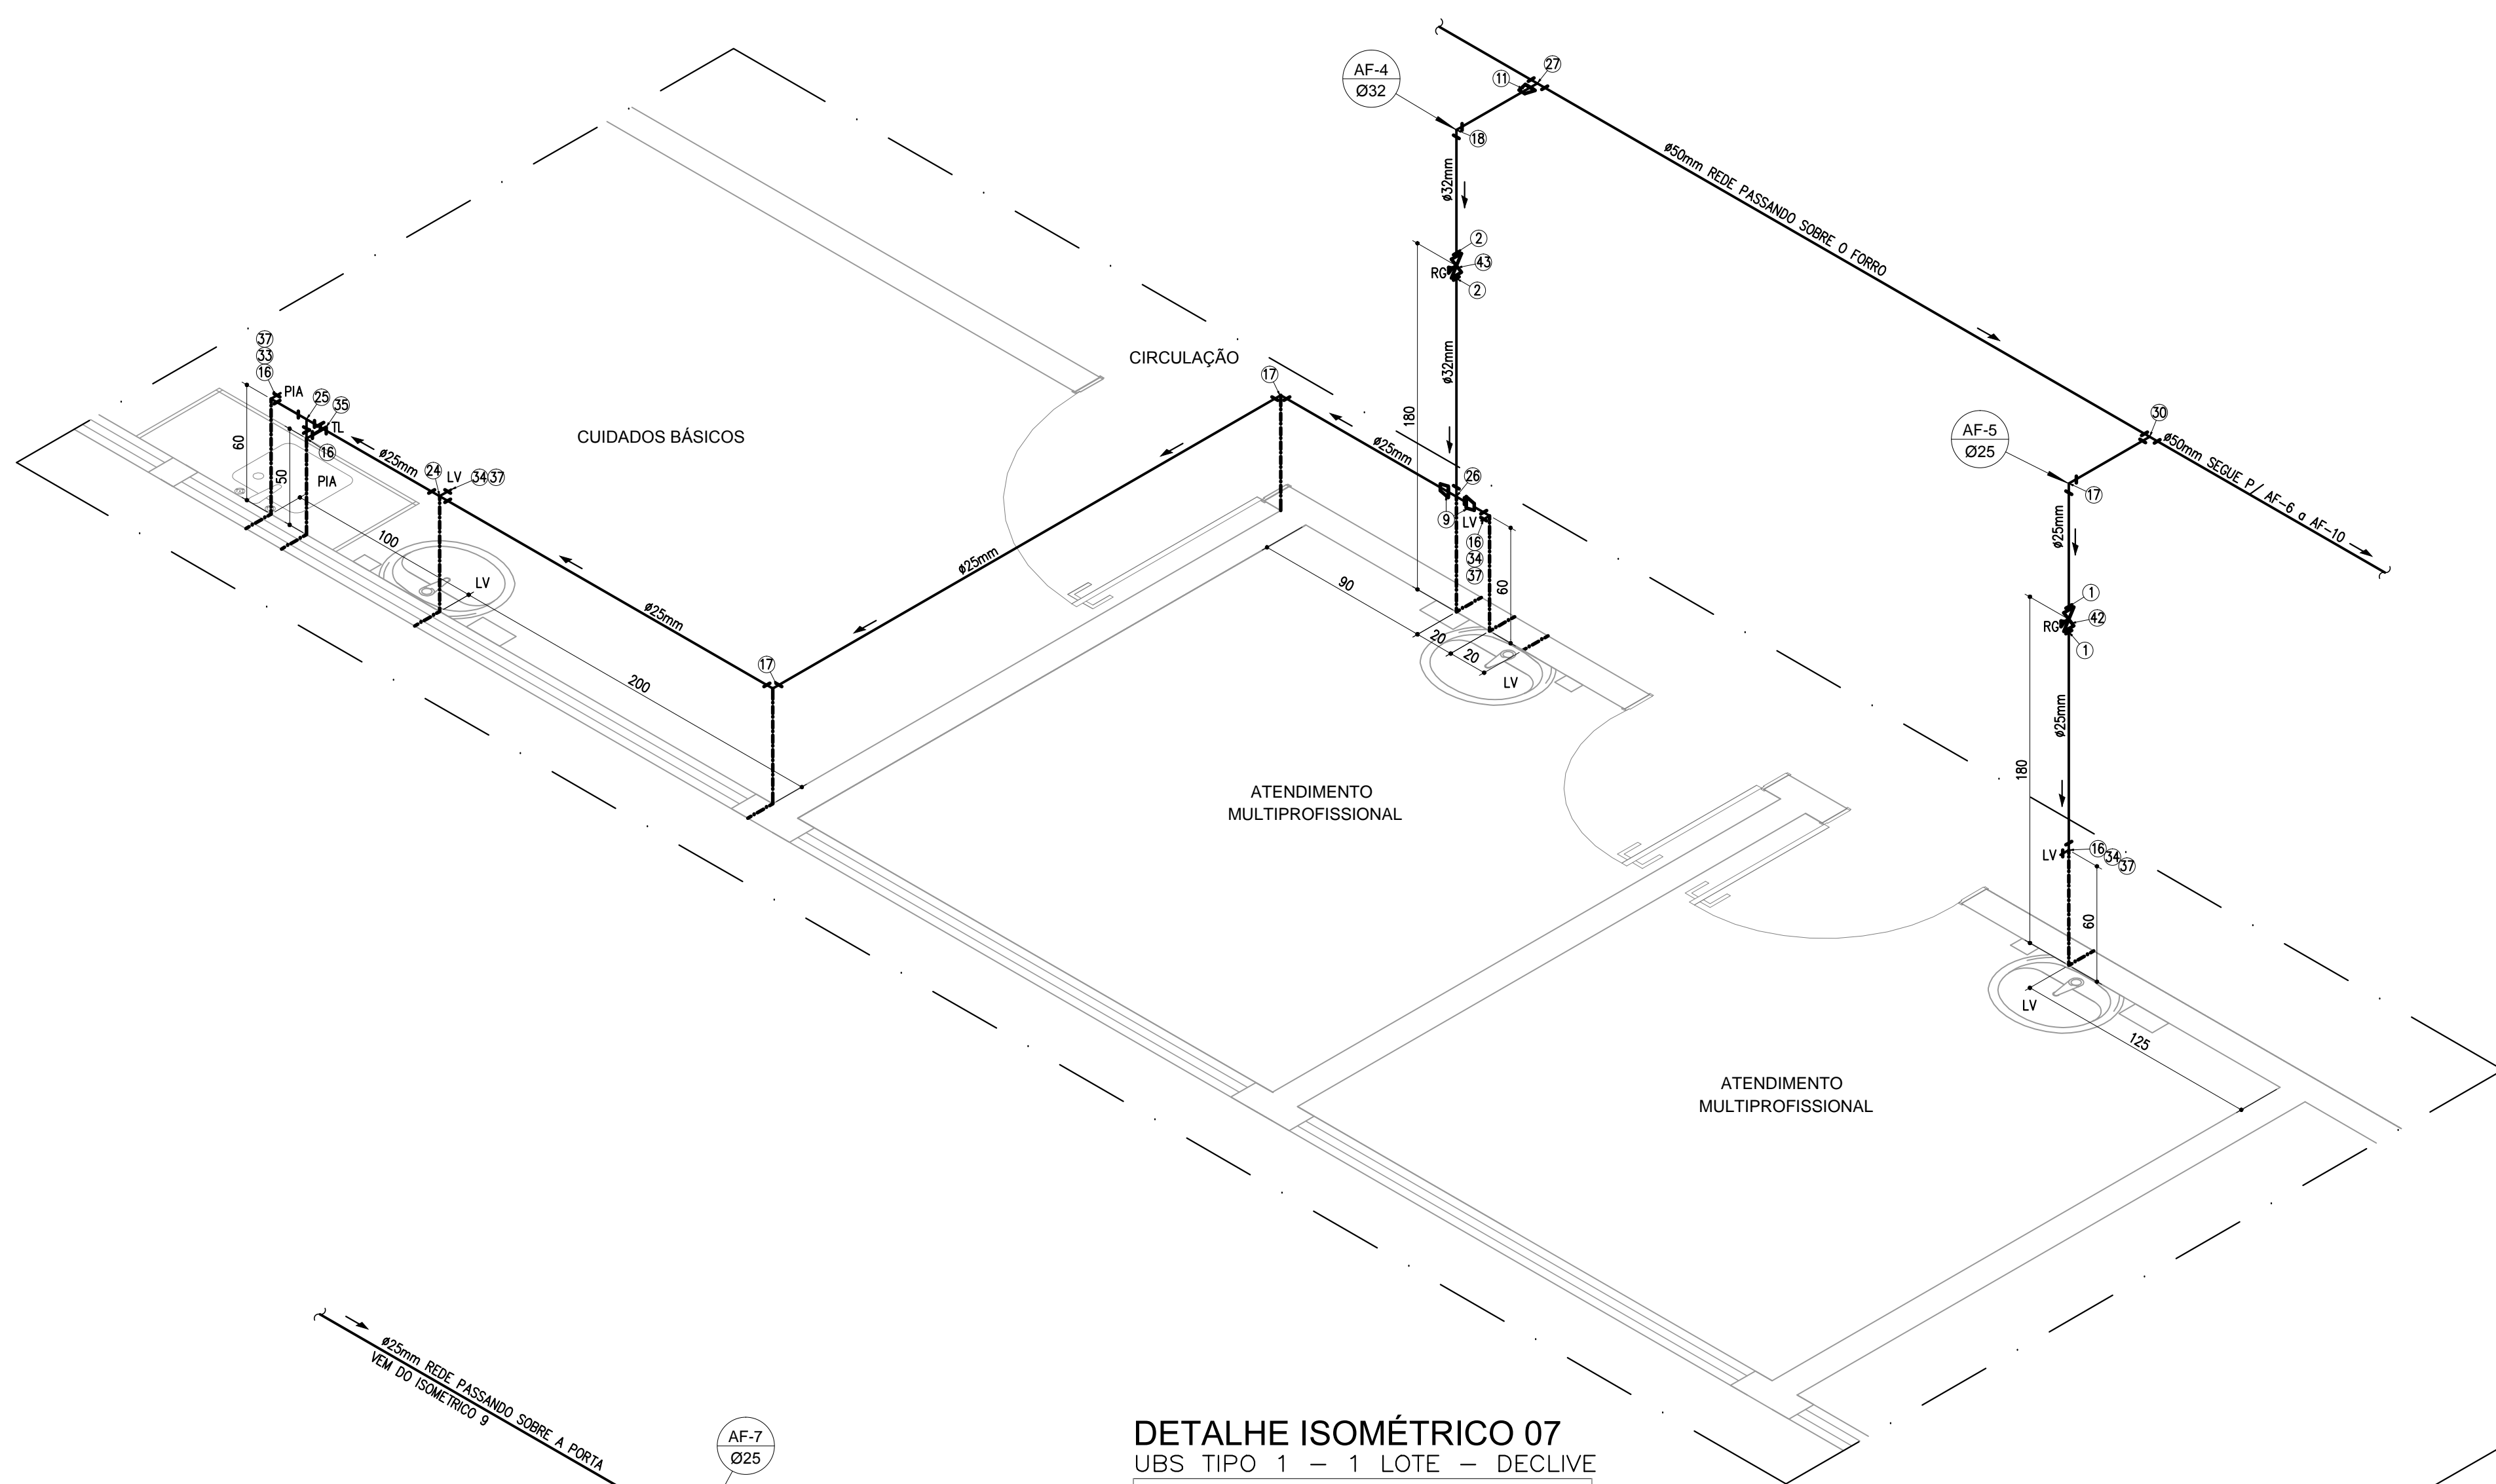 AF-4
Ø32
11
27
18
ø32mm
2
RG
43
2
ø32mm
180
ø50mm REDE PASSANDO SOBRE O FORRO
30
ø50mm SEGUE P/ AF-6 a AF-10
AF-5
Ø25
17
ø25mm
1
RG
42
1
ø25mm
180
LV
16
34
37
60
LV
125
CIRCULAÇÃO
17
ø25mm
26
9
LV
16
34
37
60
90
20
20
LV
37
33
16
PIA
25
35
TL
16
60
50
PIA
ø25mm
24
LV
34
37
CUIDADOS BÁSICOS
100
LV
ø25mm
ø25mm
17
200
ATENDIMENTO
MULTIPROFISSIONAL
ATENDIMENTO
MULTIPROFISSIONAL
ø25mm REDE PASSANDO SOBRE A PORTA
VEM DO ISOMETRICO 9
AF-7
Ø25
DETALHE ISOMÉTRICO 07
UBS TIPO 1 - 1 LOTE - DECLIVE